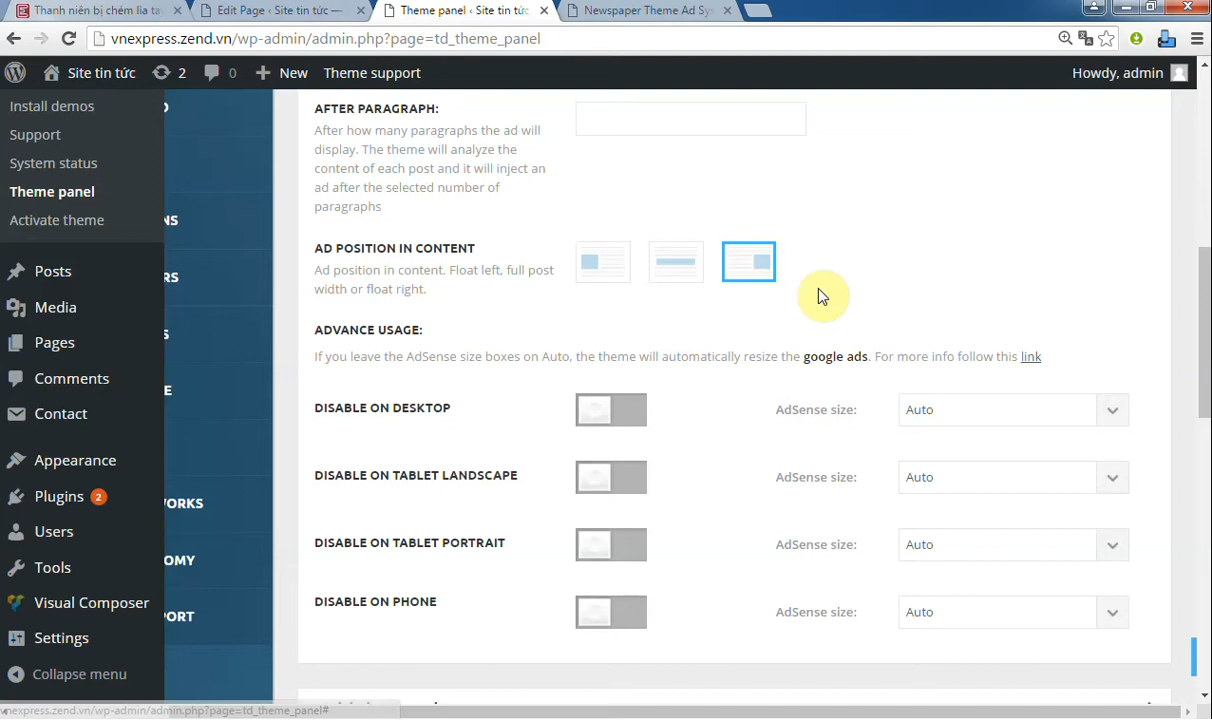 Thanh niên bị chém lìa tay
Edit Page ‹ Site tin tức —
Theme panel ‹ Site tin tức
Newspaper Theme Ad Sys
vnexpress.zend.vn/wp-admin/admin.php?page=td_theme_panel
Site tin tức 2 0 New Theme support Howdy, admin
Install demos
Support
System status
Theme panel
Activate theme
Posts
Media
Pages
Comments
Contact
Appearance
Plugins 2
Users
Tools
Visual Composer
Settings
Collapse menu
NS
RS
S
E
WORKS
OMY
PORT
AFTER PARAGRAPH:
After how many paragraphs the ad will
display. The theme will analyze the
content of each post and it will inject an
ad after the selected number of
paragraphs
AD POSITION IN CONTENT
Ad position in content. Float left, full post
width or float right.
ADVANCE USAGE:
If you leave the AdSense size boxes on Auto, the theme will automatically resize the google ads. For more info follow this link
DISABLE ON DESKTOP AdSense size: Auto
DISABLE ON TABLET LANDSCAPE AdSense size: Auto
DISABLE ON TABLET PORTRAIT AdSense size: Auto
DISABLE ON PHONE AdSense size: Auto
vnexpress.zend.vn/wp-admin/admin.php?page=td_theme_panel#